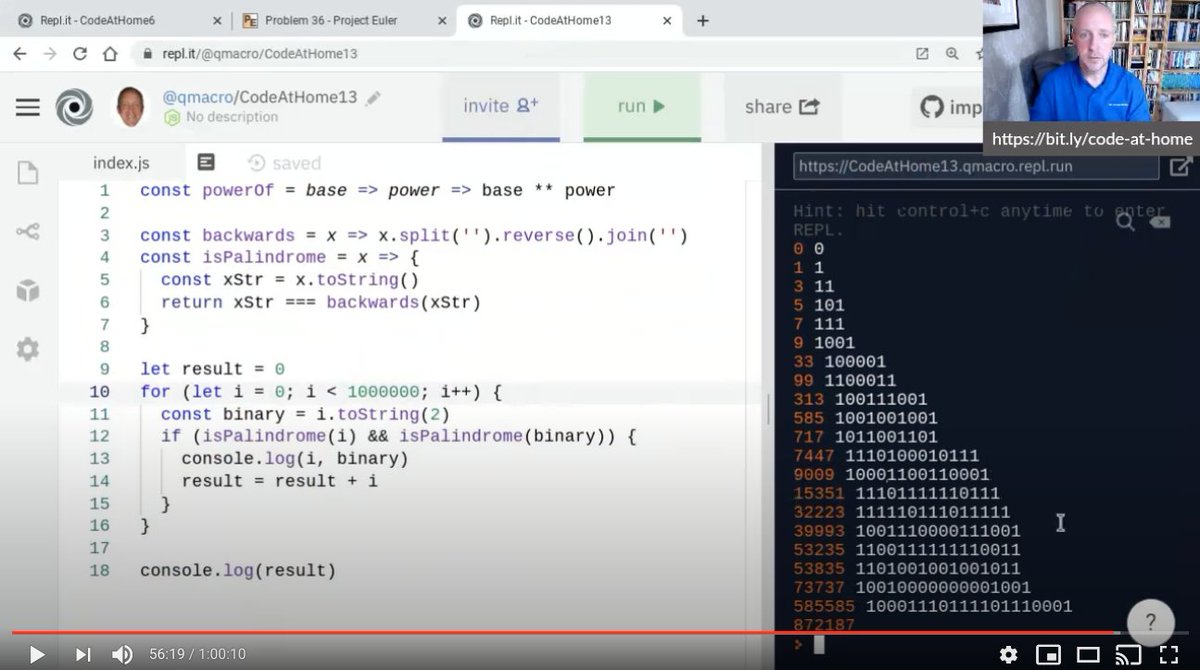 Repl.it - CodeAtHome6
Problem 36 - Project Euler
Repl.it - CodeAtHome13
repl.it/@qmacro/CodeAtHome13
https://bit.ly/code-at-home
@qmacro/CodeAtHome13
No description
invite
run
share
imp
index.js
saved
https://CodeAtHome13.qmacro.repl.run
1 const powerOf = base => power => base ** power
2
3 const backwards = x => x.split('').reverse().join('')
4 const isPalindrome = x => {
5 const xStr = x.toString()
6 return xStr === backwards(xStr)
7 }
8
9 let result = 0
10 for (let i = 0; i < 1000000; i++) {
11 const binary = i.toString(2)
12 if (isPalindrome(i) && isPalindrome(binary)) {
13 console.log(i, binary)
14 result = result + i
15 }
16 }
17
18 console.log(result)
Hint: hit control+c anytime to enter
REPL.
0 0
1 1
3 11
5 101
7 111
9 1001
33 100001
99 1100011
313 100111001
585 1001001001
717 1011001101
7447 1110100010111
9009 10001100110001
15351 11101111110111
32223 111110111011111
39993 1001110000111001
53235 1100111111110011
53835 1101001001001011
73737 10010000000001001
585585 10001110111101110001
872187
?
56:19 / 1:00:10